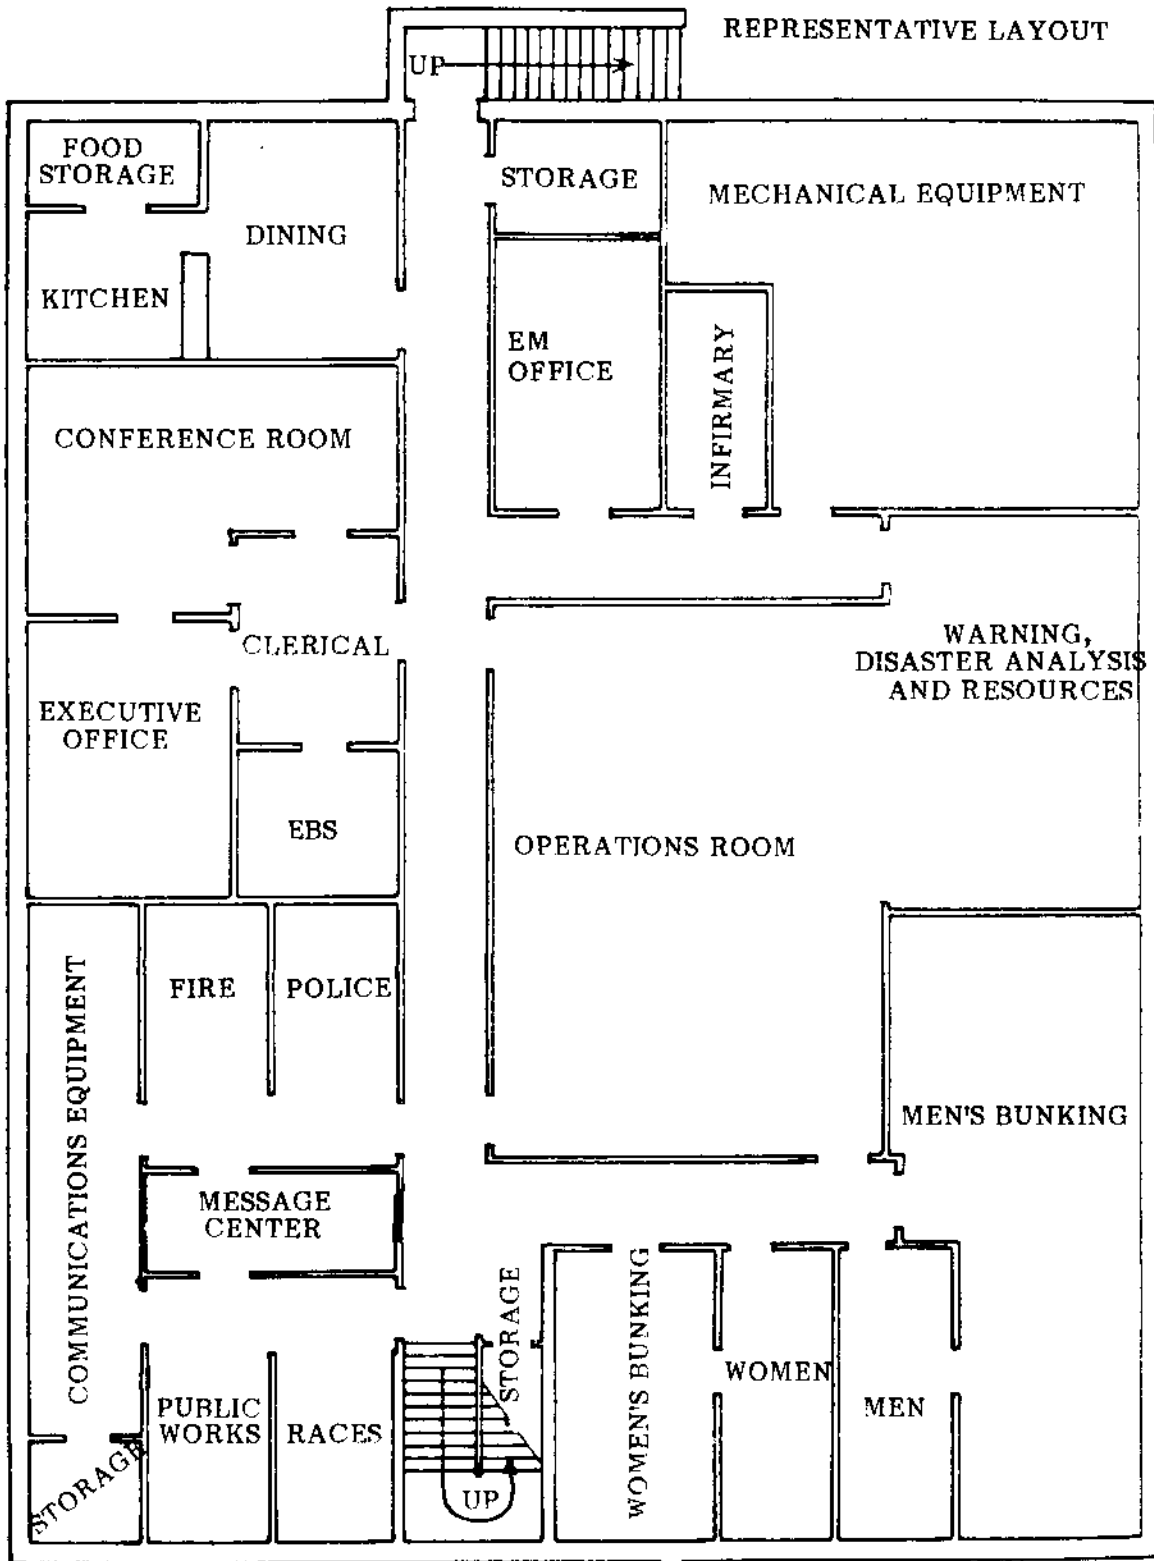 REPRESENTATIVE LAYOUT
UP
FOOD
STORAGE
STORAGE
MECHANICAL EQUIPMENT
DINING
KITCHEN
EM
OFFICE
INFIRMARY
CONFERENCE ROOM
CLERICAL
WARNING,
DISASTER ANALYSIS
AND RESOURCES
EXECUTIVE
OFFICE
EBS
OPERATIONS ROOM
COMMUNICATIONS EQUIPMENT
FIRE
POLICE
MEN'S BUNKING
MESSAGE
CENTER
STORAGE
WOMEN'S BUNKING
WOMEN
MEN
PUBLIC
WORKS
RACES
STORAGE
UP